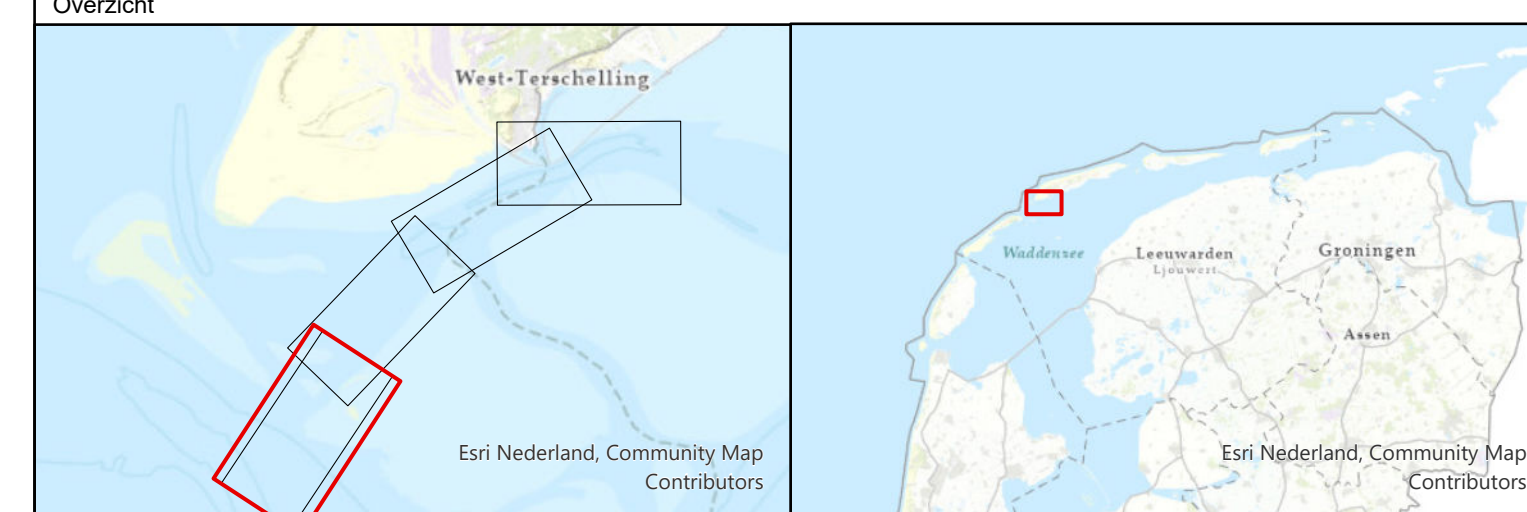 Overzicht
West-Terschelling
Esri Nederland, Community Map
Contributors
Waddenzee
Leeuwarden
Ljouwert
Groningen
Assen
Esri Nederland, Community Map
Contributors